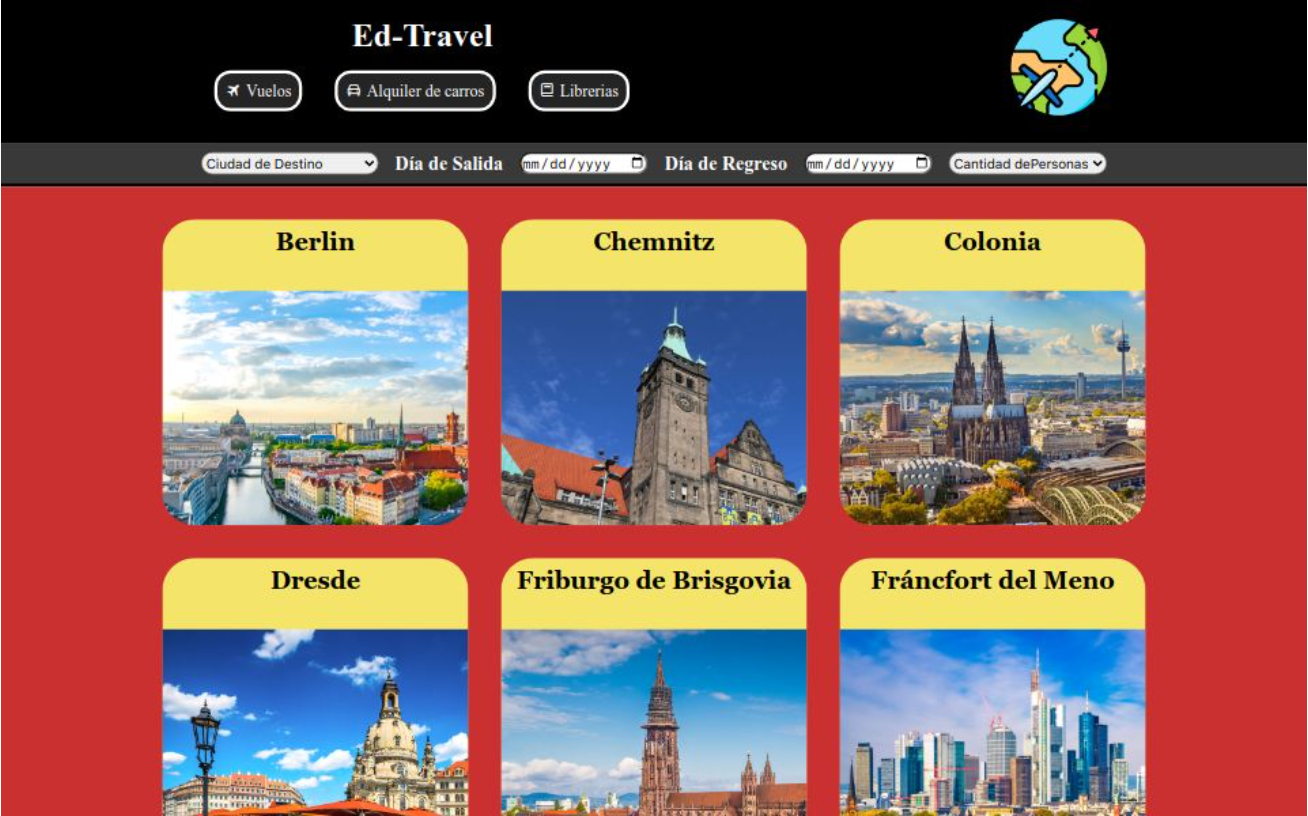 Ed-Travel
Vuelos
Alquiler de carros
Librerias
Ciudad de Destino
Día de Salida
mm/dd/yyyy
Día de Regreso
mm/dd/yyyy
Cantidad dePersonas
Berlin
Chemnitz
Colonia
Dresde
Friburgo de Brisgovia
Fráncfort del Meno